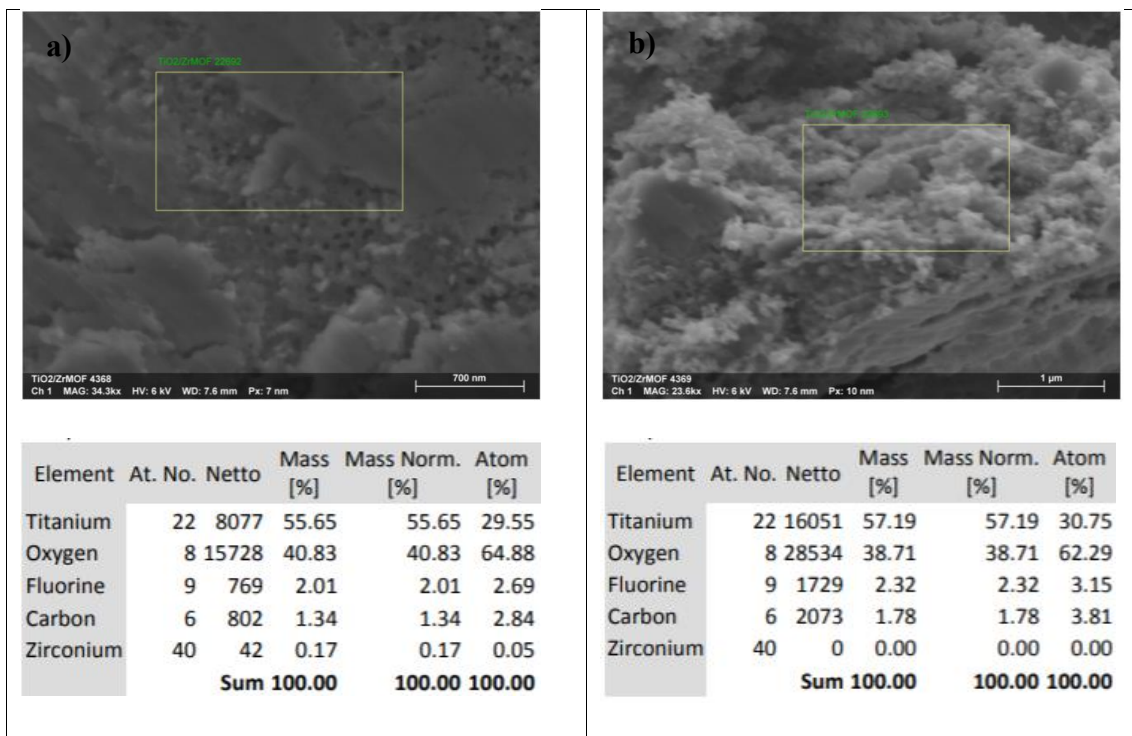 a)
TiO2/ZrMOF 22692
TiO2/ZrMOF 4368
Ch 1 MAG: 34.3kx HV: 6 kV WD: 7.6 mm Px: 7 nm
700 nm
Element At. No. Netto Mass [%] Mass Norm. [%] Atom [%]
Titanium 22 8077 55.65 55.65 29.55
Oxygen 8 15728 40.83 40.83 64.88
Fluorine 9 769 2.01 2.01 2.69
Carbon 6 802 1.34 1.34 2.84
Zirconium 40 42 0.17 0.17 0.05
Sum 100.00 100.00 100.00
b)
TiO2/ZrMOF
TiO2/ZrMOF 4369
Ch 1 MAG: 23.6kx HV: 6 kV WD: 7.6 mm Px: 10 nm
1 µm
Element At. No. Netto Mass [%] Mass Norm. [%] Atom [%]
Titanium 22 16051 57.19 57.19 30.75
Oxygen 8 28534 38.71 38.71 62.29
Fluorine 9 1729 2.32 2.32 3.15
Carbon 6 2073 1.78 1.78 3.81
Zirconium 40 0 0.00 0.00 0.00
Sum 100.00 100.00 100.00